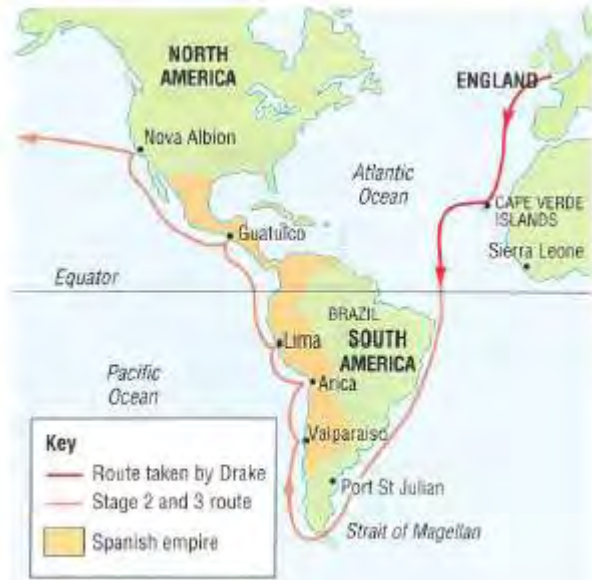 NORTH
AMERICA
ENGLAND
Nova Albion
Atlantic
Ocean
CAPE VERDE
ISLANDS
Guatulco
Sierra Leone
Equator
BRAZIL
Lima
SOUTH
AMERICA
Pacific
Ocean
Arica
Valparaiso
Port St Julian
Strait of Magellan
Key
Route taken by Drake
Stage 2 and 3 route
Spanish empire